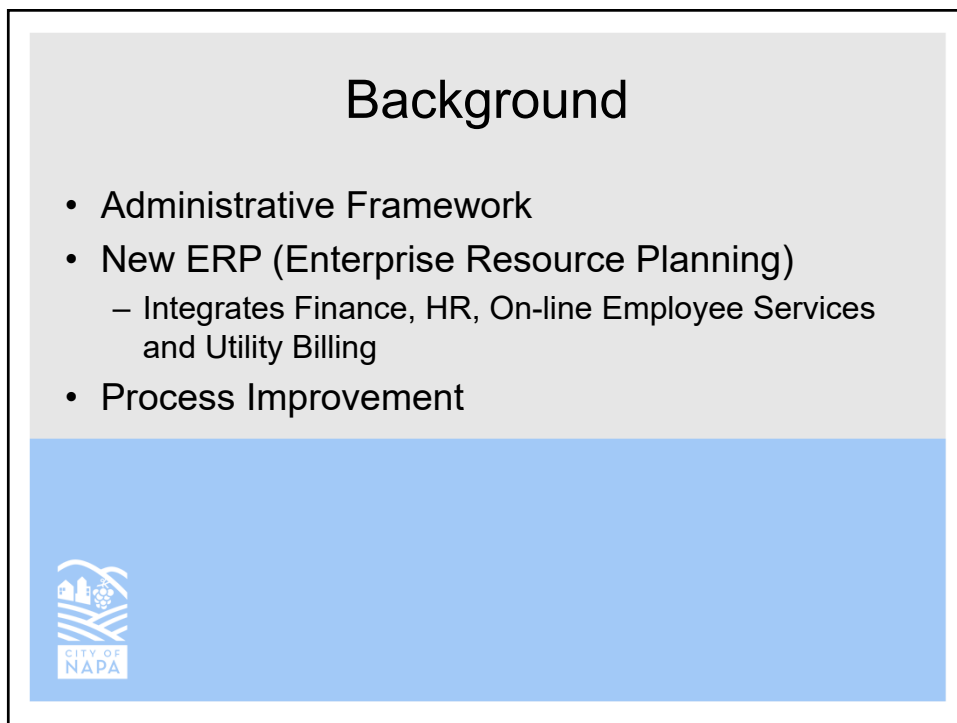 Background
• Administrative Framework
• New ERP (Enterprise Resource Planning)
– Integrates Finance, HR, On-line Employee Services
and Utility Billing
• Process Improvement
CITY OF
NAPA